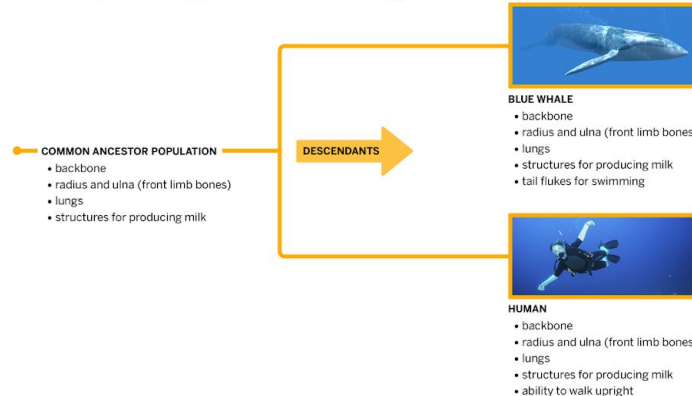 BLUE WHALE
• backbone
• radius and ulna (front limb bones
• lungs
• structures for producing milk
• tail flukes for swimming
COMMON ANCESTOR POPULATION
• backbone
• radius and ulna (front limb bones)
• lungs
• structures for producing milk
DESCENDANTS
HUMAN
• backbone
• radius and ulna (front limb bones
• lungs
• structures for producing milk
• ability to walk upright